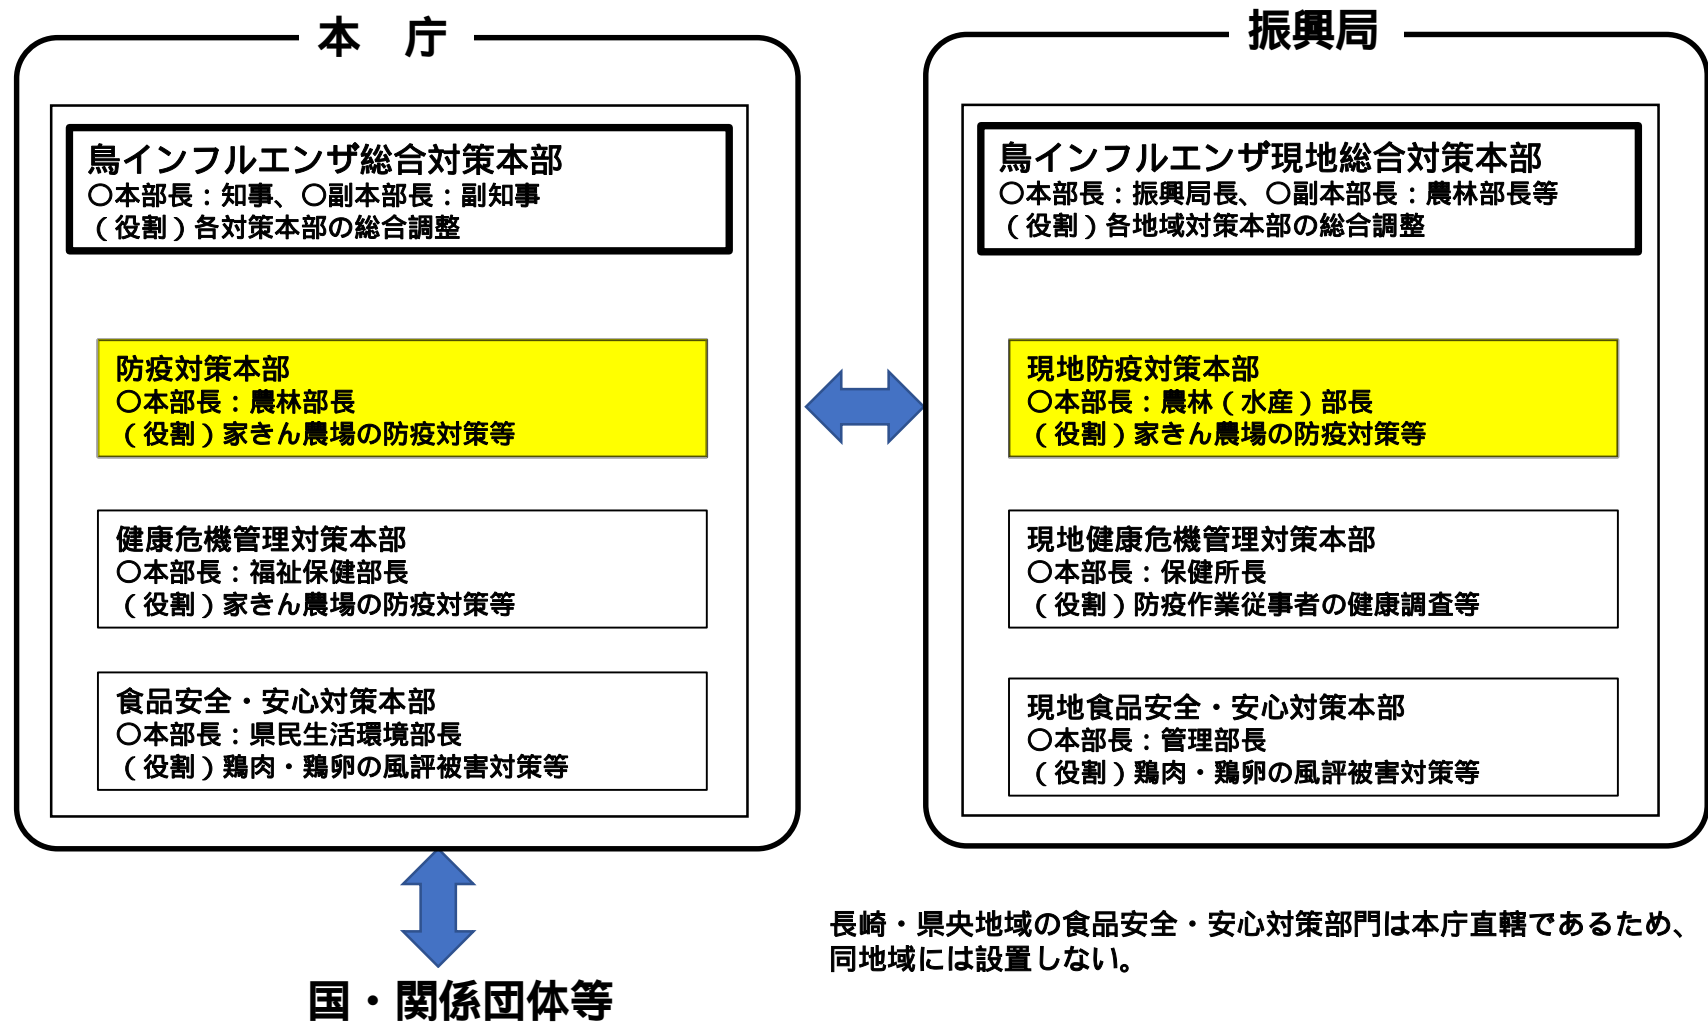 本　庁
鳥インフルエンザ総合対策本部
○本部長：知事、○副本部長：副知事
（役割）各対策本部の総合調整
防疫対策本部
○本部長：農林部長
（役割）家きん農場の防疫対策等
健康危機管理対策本部
○本部長：福祉保健部長
（役割）家きん農場の防疫対策等
食品安全・安心対策本部
○本部長：県民生活環境部長
（役割）鶏肉・鶏卵の風評被害対策等
振興局
鳥インフルエンザ現地総合対策本部
○本部長：振興局長、○副本部長：農林部長等
（役割）各地域対策本部の総合調整
現地防疫対策本部
○本部長：農林（水産）部長
（役割）家きん農場の防疫対策等
現地健康危機管理対策本部
○本部長：保健所長
（役割）防疫作業従事者の健康調査等
現地食品安全・安心対策本部
○本部長：管理部長
（役割）鶏肉・鶏卵の風評被害対策等
国・関係団体等
長崎・県央地域の食品安全・安心対策部門は本庁直轄であるため、
同地域には設置しない。